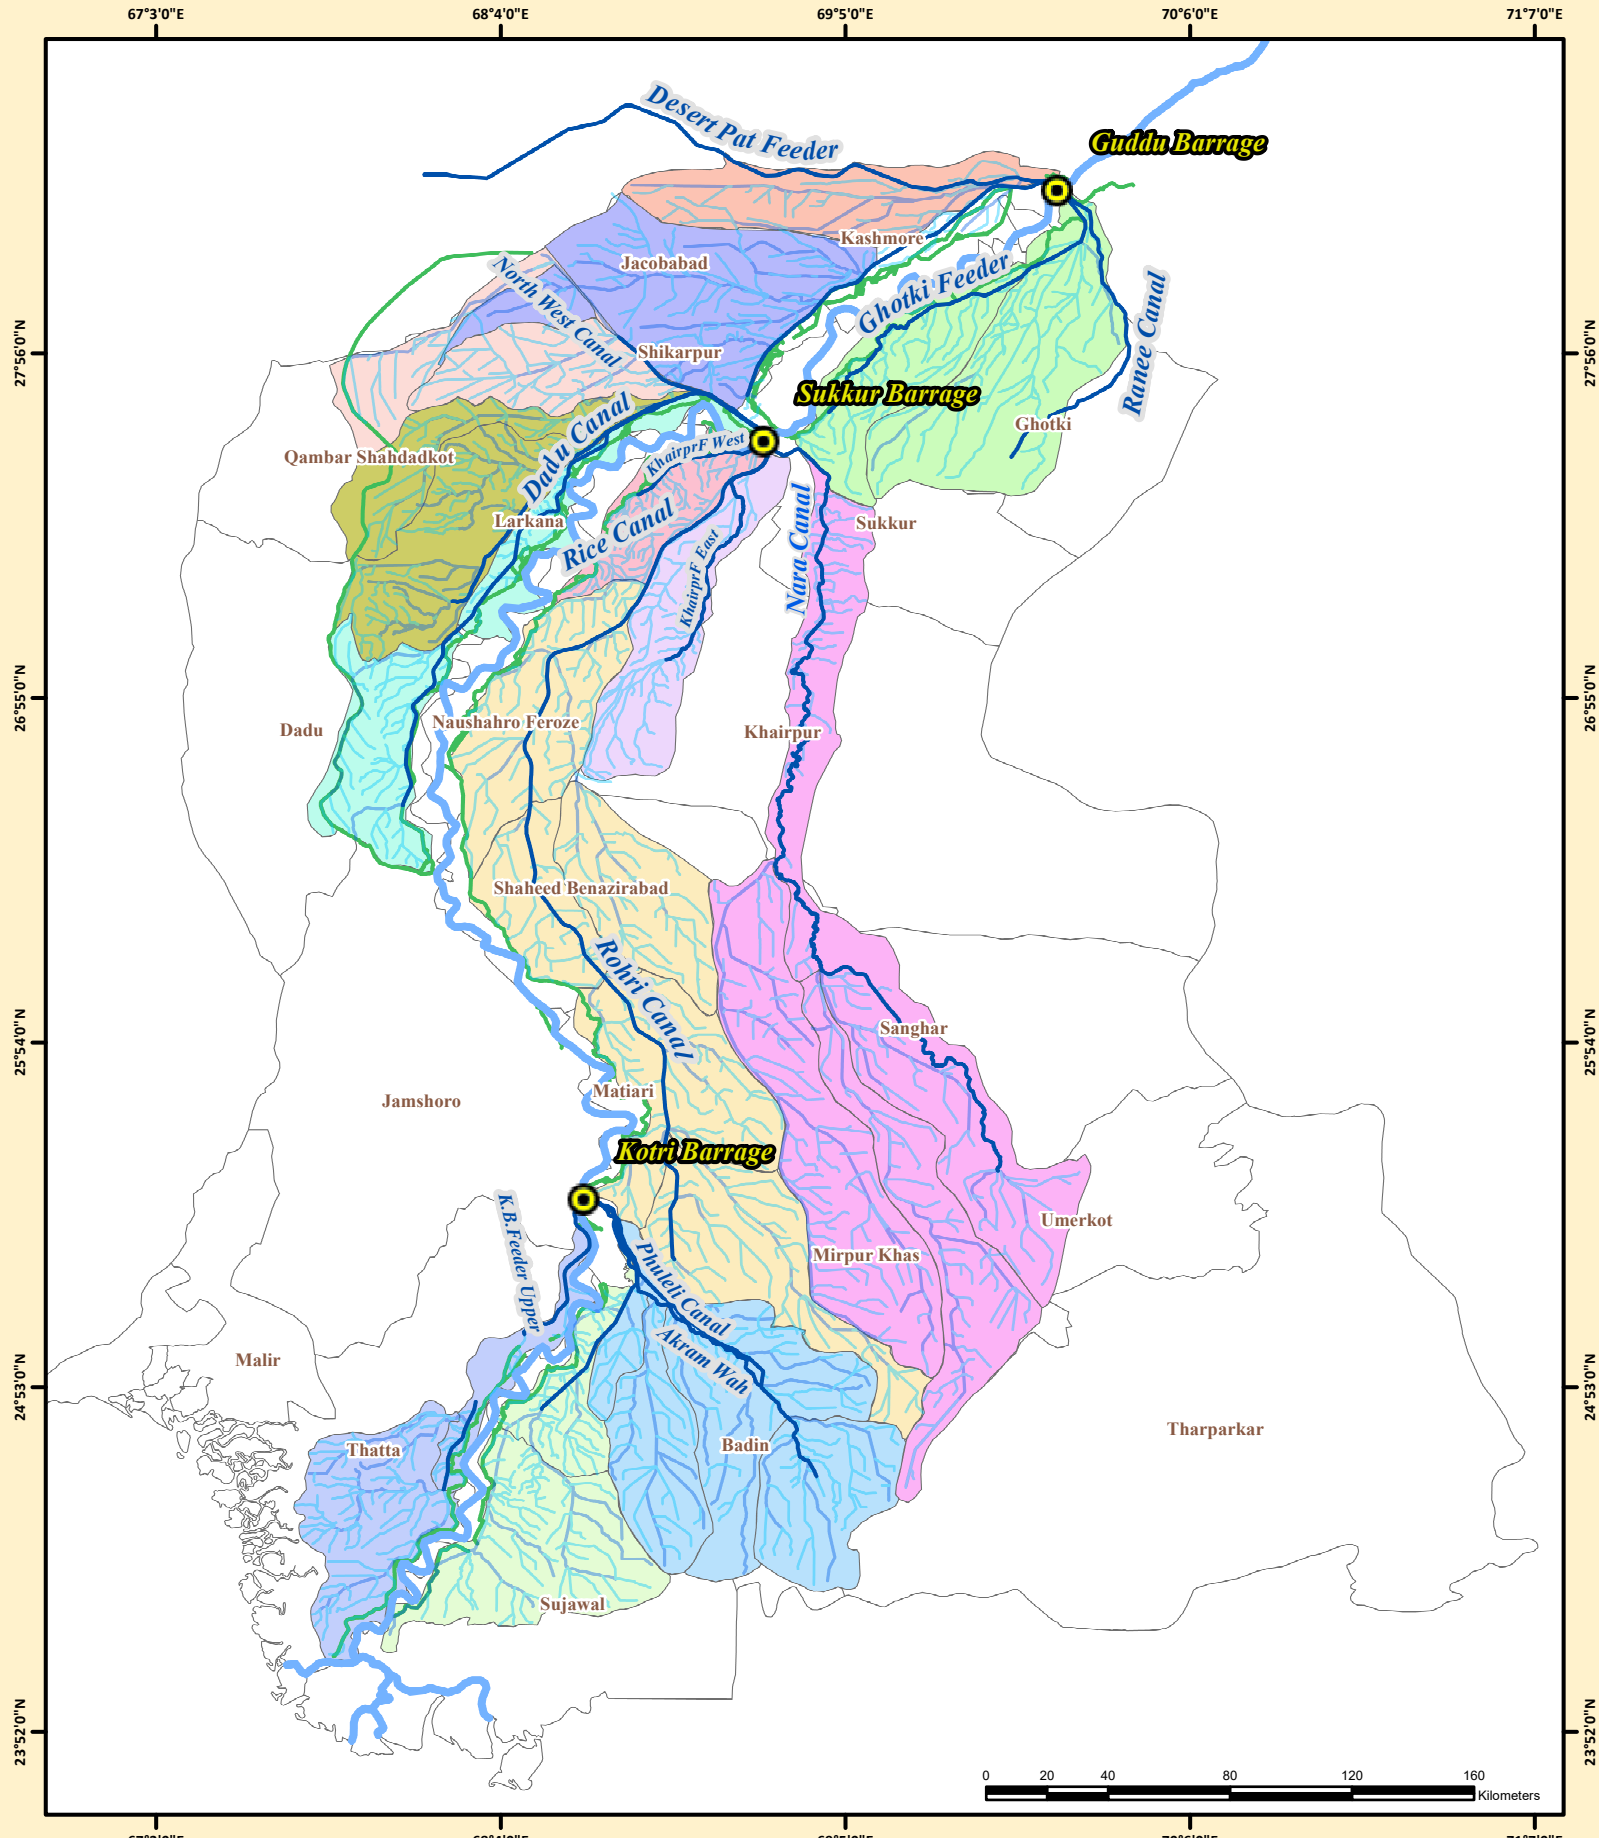 67°3'0"E
68°4'0"E
69°5'0"E
70°6'0"E
71°7'0"E
Desert Pat Feeder
Guddu Barrage
Kashmore
Jacobabad
North West Canal
Ghotki Feeder
Ranee Canal
27°56'0"N
27°56'0"N
Shikarpur
Sukkur Barrage
Dadu Canal
Ghotki
KhairprF West
Qambar Shahdadkot
Larkana
Rice Canal
Nara Canal
Sukkur
KhairprF East
26°55'0"N
26°55'0"N
Dadu
Naushahro Feroze
Khairpur
Shaheed Benazirabad
Rohri Canal
25°54'0"N
25°54'0"N
Sanghar
Jamshoro
Matiari
Kotri Barrage
K.B.Feeder Upper
Umerkot
Mirpur Khas
Phuleli Canal
Akram Wah
Malir
24°53'0"N
24°53'0"N
Thatta
Badin
Tharparkar
Sujawal
23°52'0"N
23°52'0"N
0 20 40 80 120 160
Kilometers